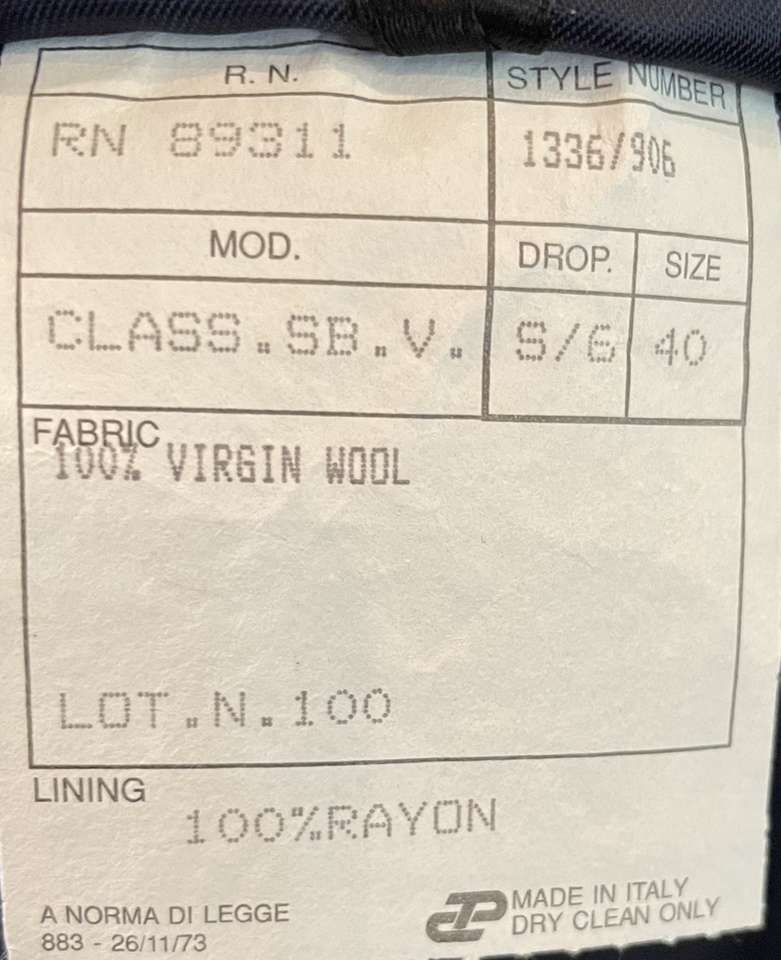 R. N. STYLE NUMBER
RN 89311 1336/906
MOD. DROP. SIZE
CLASS.SB.V. S/6 40
FABRIC
100% VIRGIN WOOL
LOT.N.100
LINING
100%RAYON
A NORMA DI LEGGE
883 - 26/11/73
MADE IN ITALY
DRY CLEAN ONLY